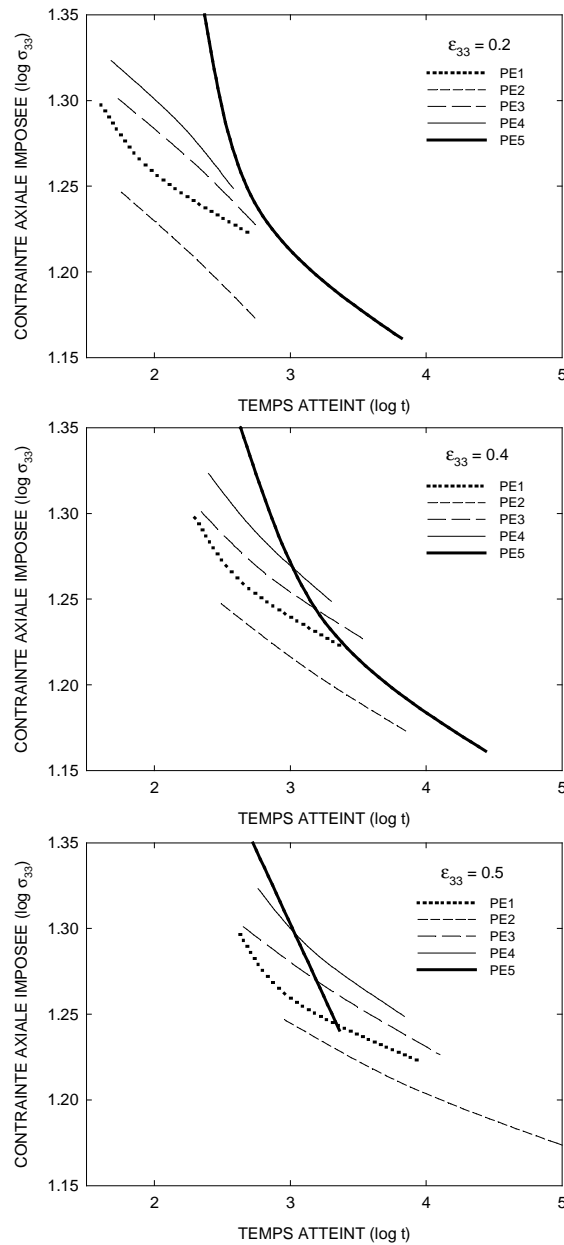 1.35
1.30
1.25
1.20
1.15
CONTRAINTE AXIALE IMPOSEE (log σ33)
ε33 = 0.2
PE1
PE2
PE3
PE4
PE5
2 3 4 5
TEMPS ATTEINT (log t)
1.35
1.30
1.25
1.20
1.15
CONTRAINTE AXIALE IMPOSEE (log σ33)
ε33 = 0.4
PE1
PE2
PE3
PE4
PE5
2 3 4 5
TEMPS ATTEINT (log t)
1.35
1.30
1.25
1.20
1.15
CONTRAINTE AXIALE IMPOSEE (log σ33)
ε33 = 0.5
PE1
PE2
PE3
PE4
PE5
2 3 4 5
TEMPS ATTEINT (log t)